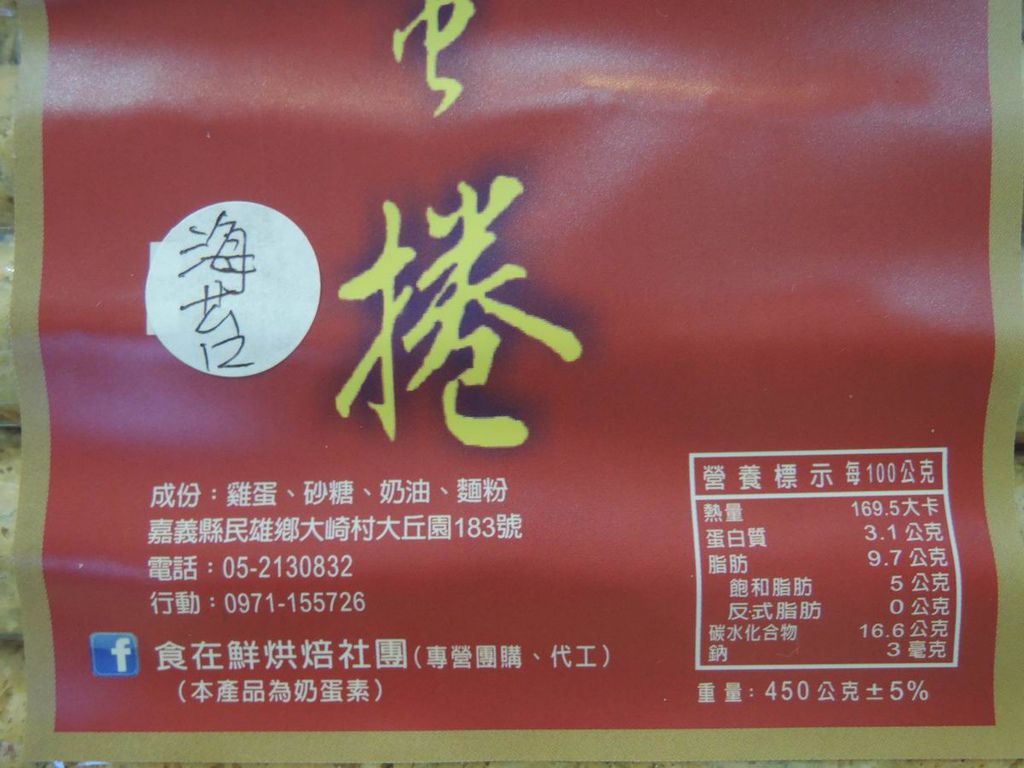 捲
海苔
成份：雞蛋、砂糖、奶油、麵粉
嘉義縣民雄鄉大崎村大丘園183號
電話：05-2130832
行動：0971-155726
f 食在鮮烘焙社團(專營團購、代工)
(本產品為奶蛋素)
營養標示 每100公克
熱量 169.5大卡
蛋白質 3.1公克
脂肪 9.7公克
飽和脂肪 5公克
反式脂肪 0公克
碳水化合物 16.6公克
鈉 3毫克
重量：450公克±5%